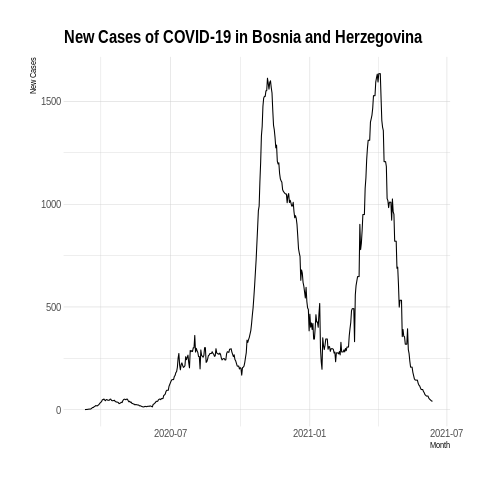 New Cases of COVID-19 in Bosnia and Herzegovina
New Cases
1500
1000
500
0
2020-07
2021-01
2021-07
Month